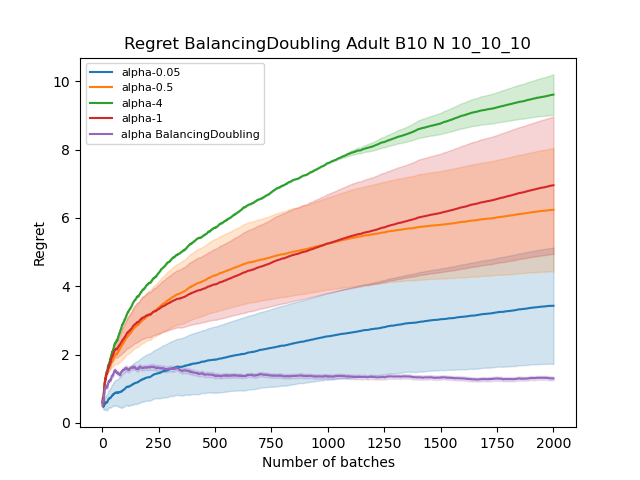 Regret BalancingDoubling Adult B10 N 10_10_10
alpha-0.05
alpha-0.5
alpha-4
alpha-1
alpha BalancingDoubling
10
8
6
4
2
0
Regret
0 250 500 750 1000 1250 1500 1750 2000
Number of batches